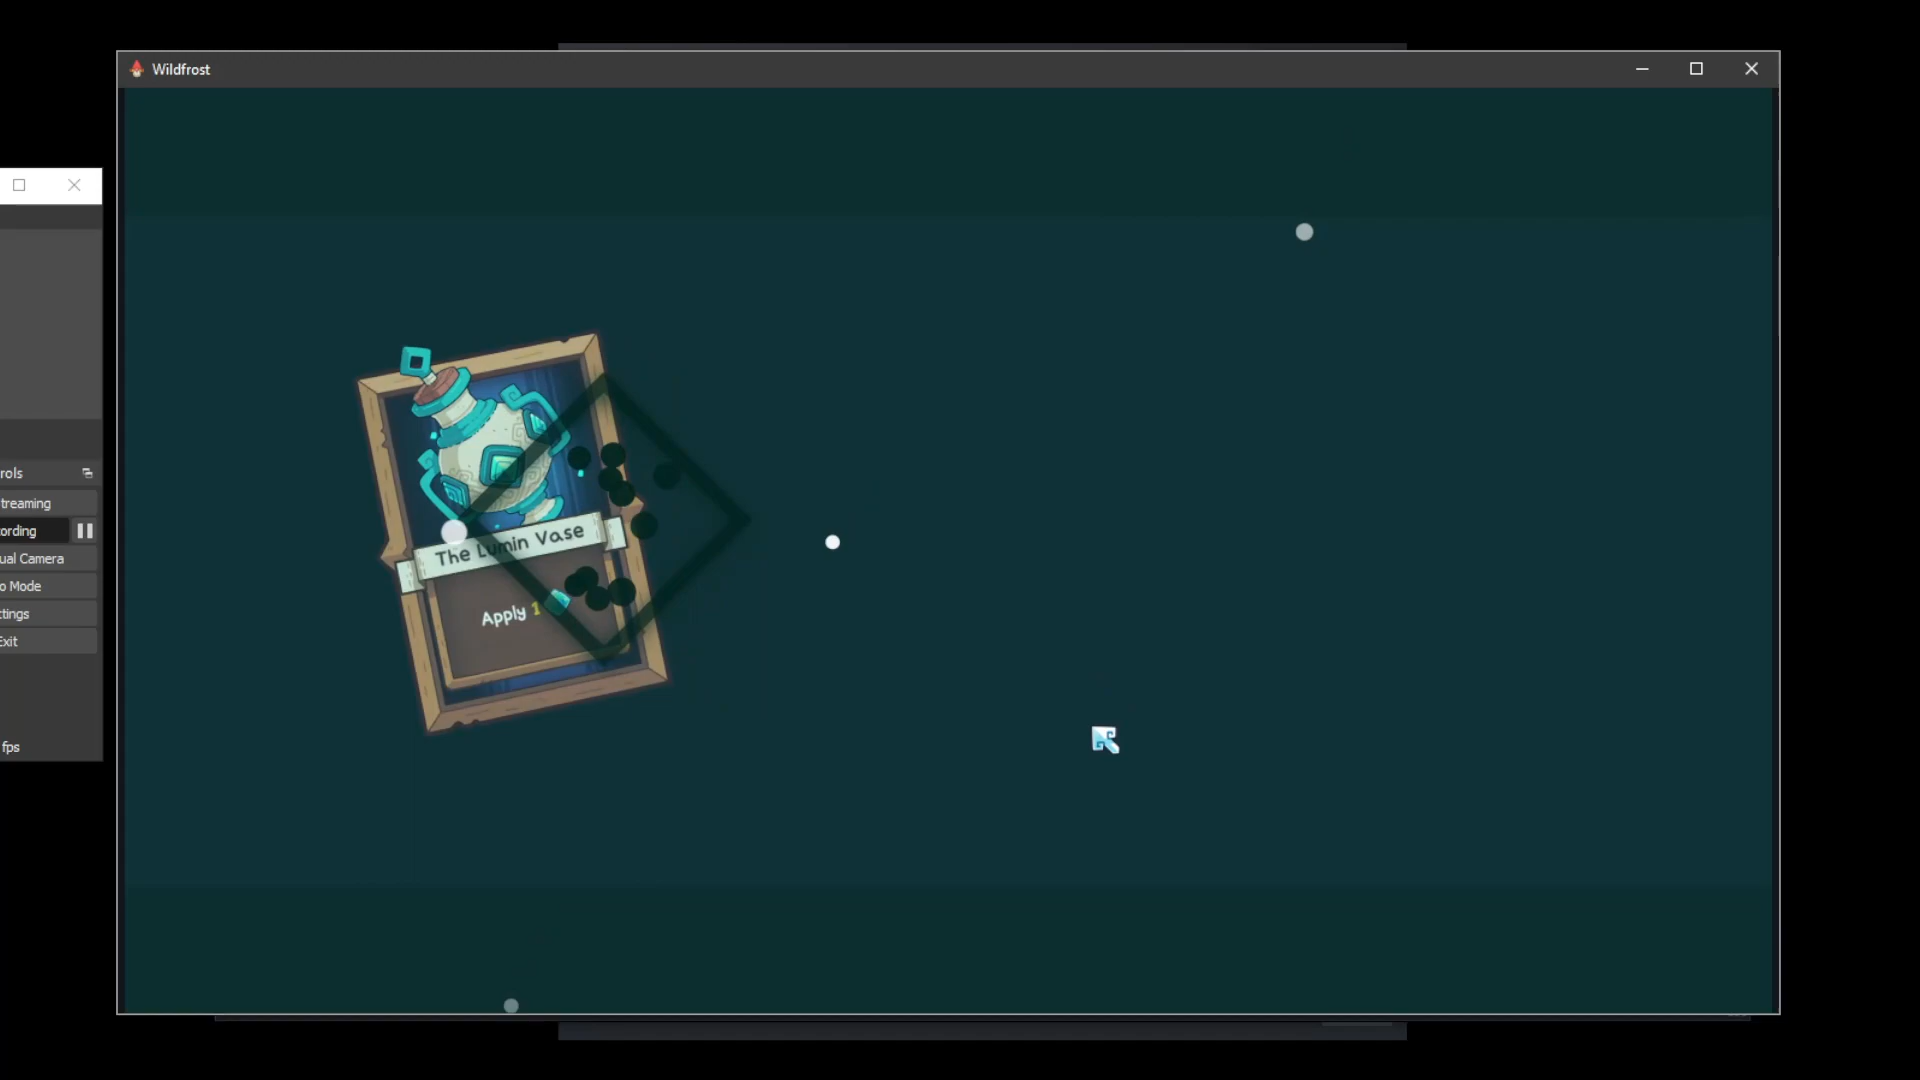 Wildfrost
rols
treaming
ording
ual Camera
o Mode
ttings
Exit
fps
The Lumin Vase
Apply 1